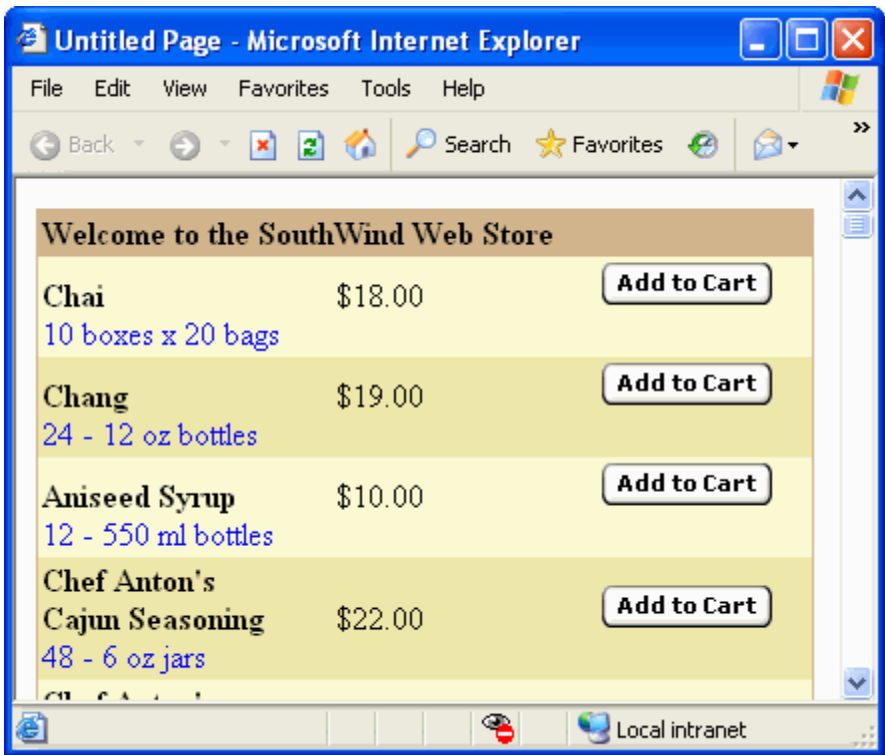 Untitled Page - Microsoft Internet Explorer
File Edit View Favorites Tools Help
Back Search Favorites »
Welcome to the SouthWind Web Store
Chai $18.00 Add to Cart
10 boxes x 20 bags
Chang $19.00 Add to Cart
24 - 12 oz bottles
Aniseed Syrup $10.00 Add to Cart
12 - 550 ml bottles
Chef Anton's
Cajun Seasoning $22.00 Add to Cart
48 - 6 oz jars
Local intranet